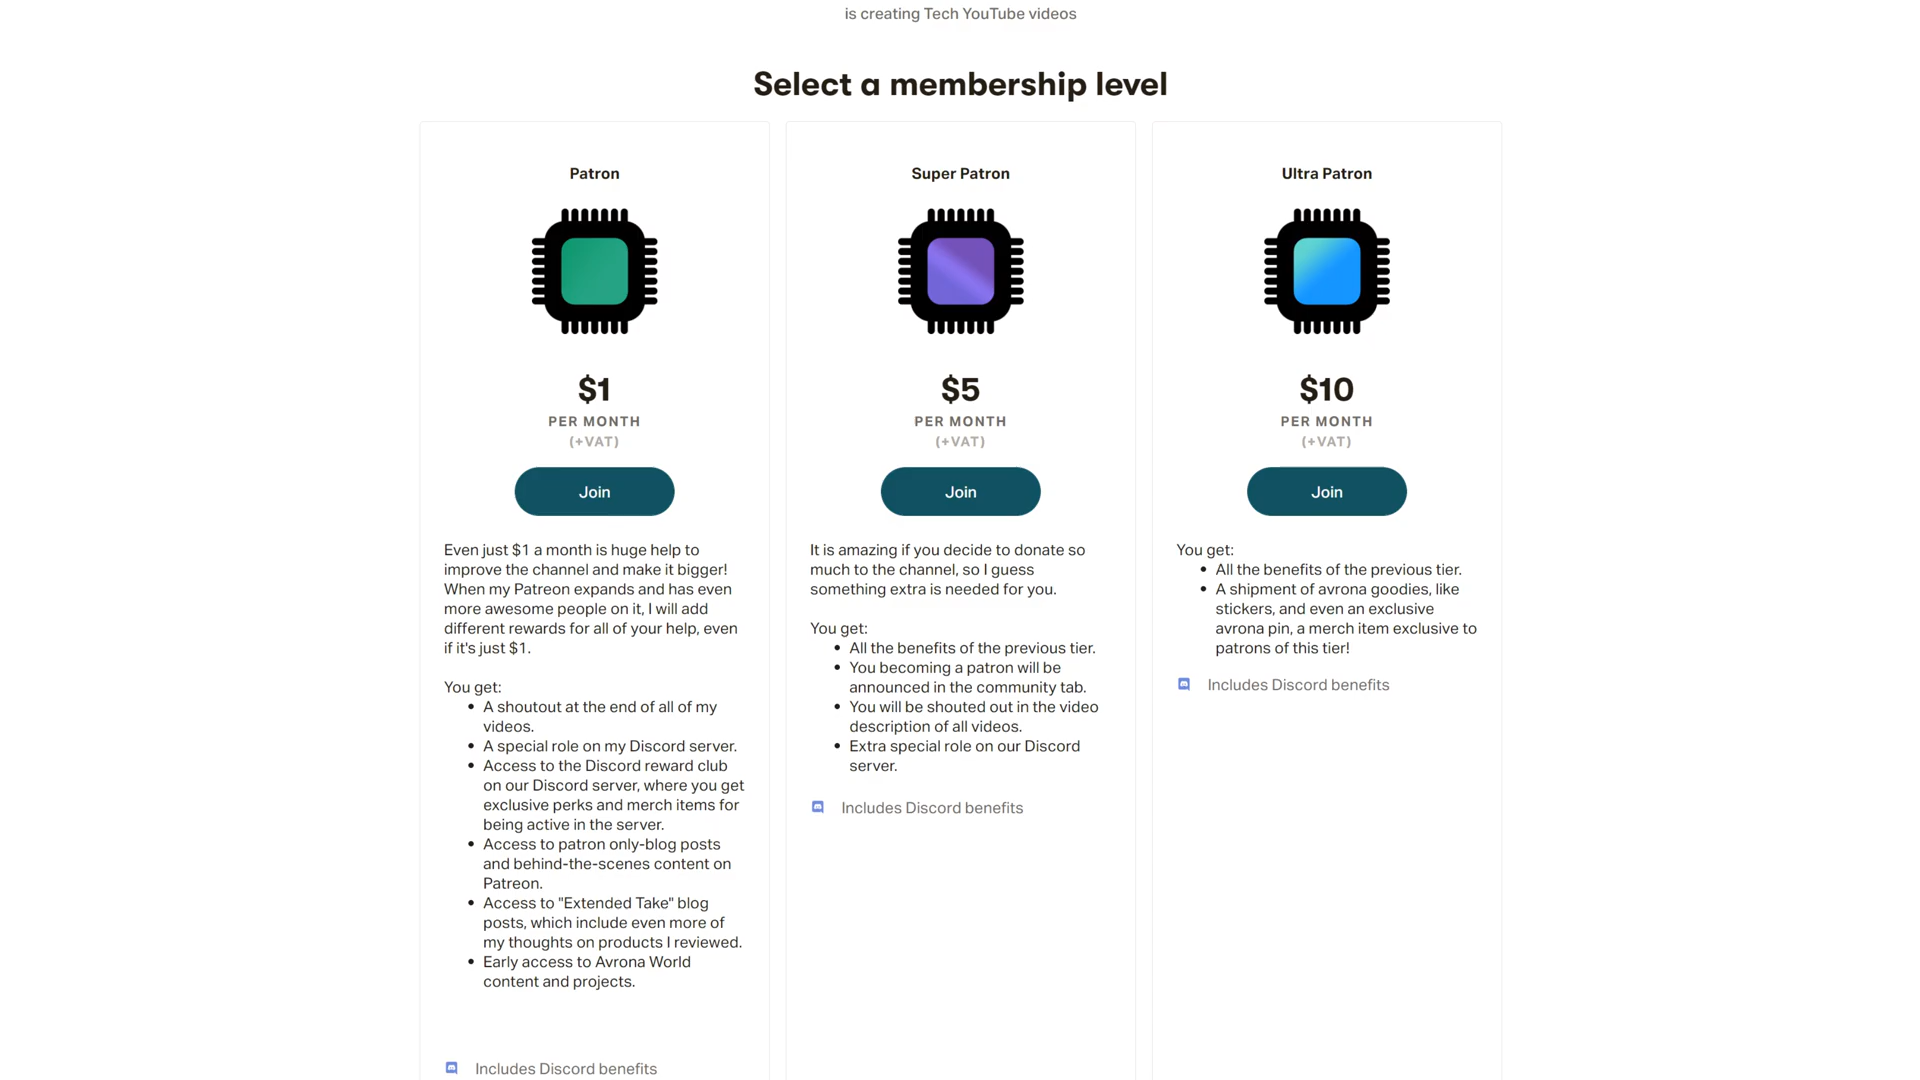 is creating Tech YouTube videos
Select a membership level
Patron
$1
PER MONTH
(+VAT)
Join
Even just $1 a month is huge help to
improve the channel and make it bigger!
When my Patreon expands and has even
more awesome people on it, I will add
different rewards for all of your help, even
if it's just $1.
You get:
A shoutout at the end of all of my
videos.
A special role on my Discord server.
Access to the Discord reward club
on our Discord server, where you get
exclusive perks and merch items for
being active in the server.
Access to patron only-blog posts
and behind-the-scenes content on
Patreon.
Access to "Extended Take" blog
posts, which include even more of
my thoughts on products I reviewed.
Early access to Avrona World
content and projects.
Includes Discord benefits
Super Patron
$5
PER MONTH
(+VAT)
Join
It is amazing if you decide to donate so
much to the channel, so I guess
something extra is needed for you.
You get:
All the benefits of the previous tier.
You becoming a patron will be
announced in the community tab.
You will be shouted out in the video
description of all videos.
Extra special role on our Discord
server.
Includes Discord benefits
Ultra Patron
$10
PER MONTH
(+VAT)
Join
You get:
All the benefits of the previous tier.
A shipment of avrona goodies, like
stickers, and even an exclusive
avrona pin, a merch item exclusive to
patrons of this tier!
Includes Discord benefits